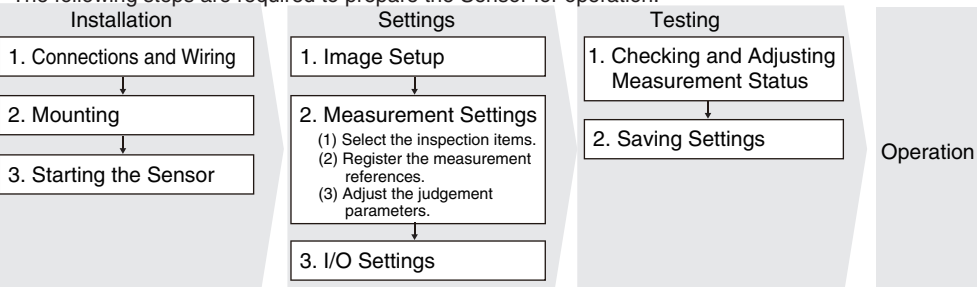 The following steps are required to prepare the Sensor for operation.
Installation
1. Connections and Wiring
2. Mounting
3. Starting the Sensor
Settings
1. Image Setup
2. Measurement Settings
(1) Select the inspection items.
(2) Register the measurement
references.
(3) Adjust the judgement
parameters.
3. I/O Settings
Testing
1. Checking and Adjusting
Measurement Status
2. Saving Settings
Operation